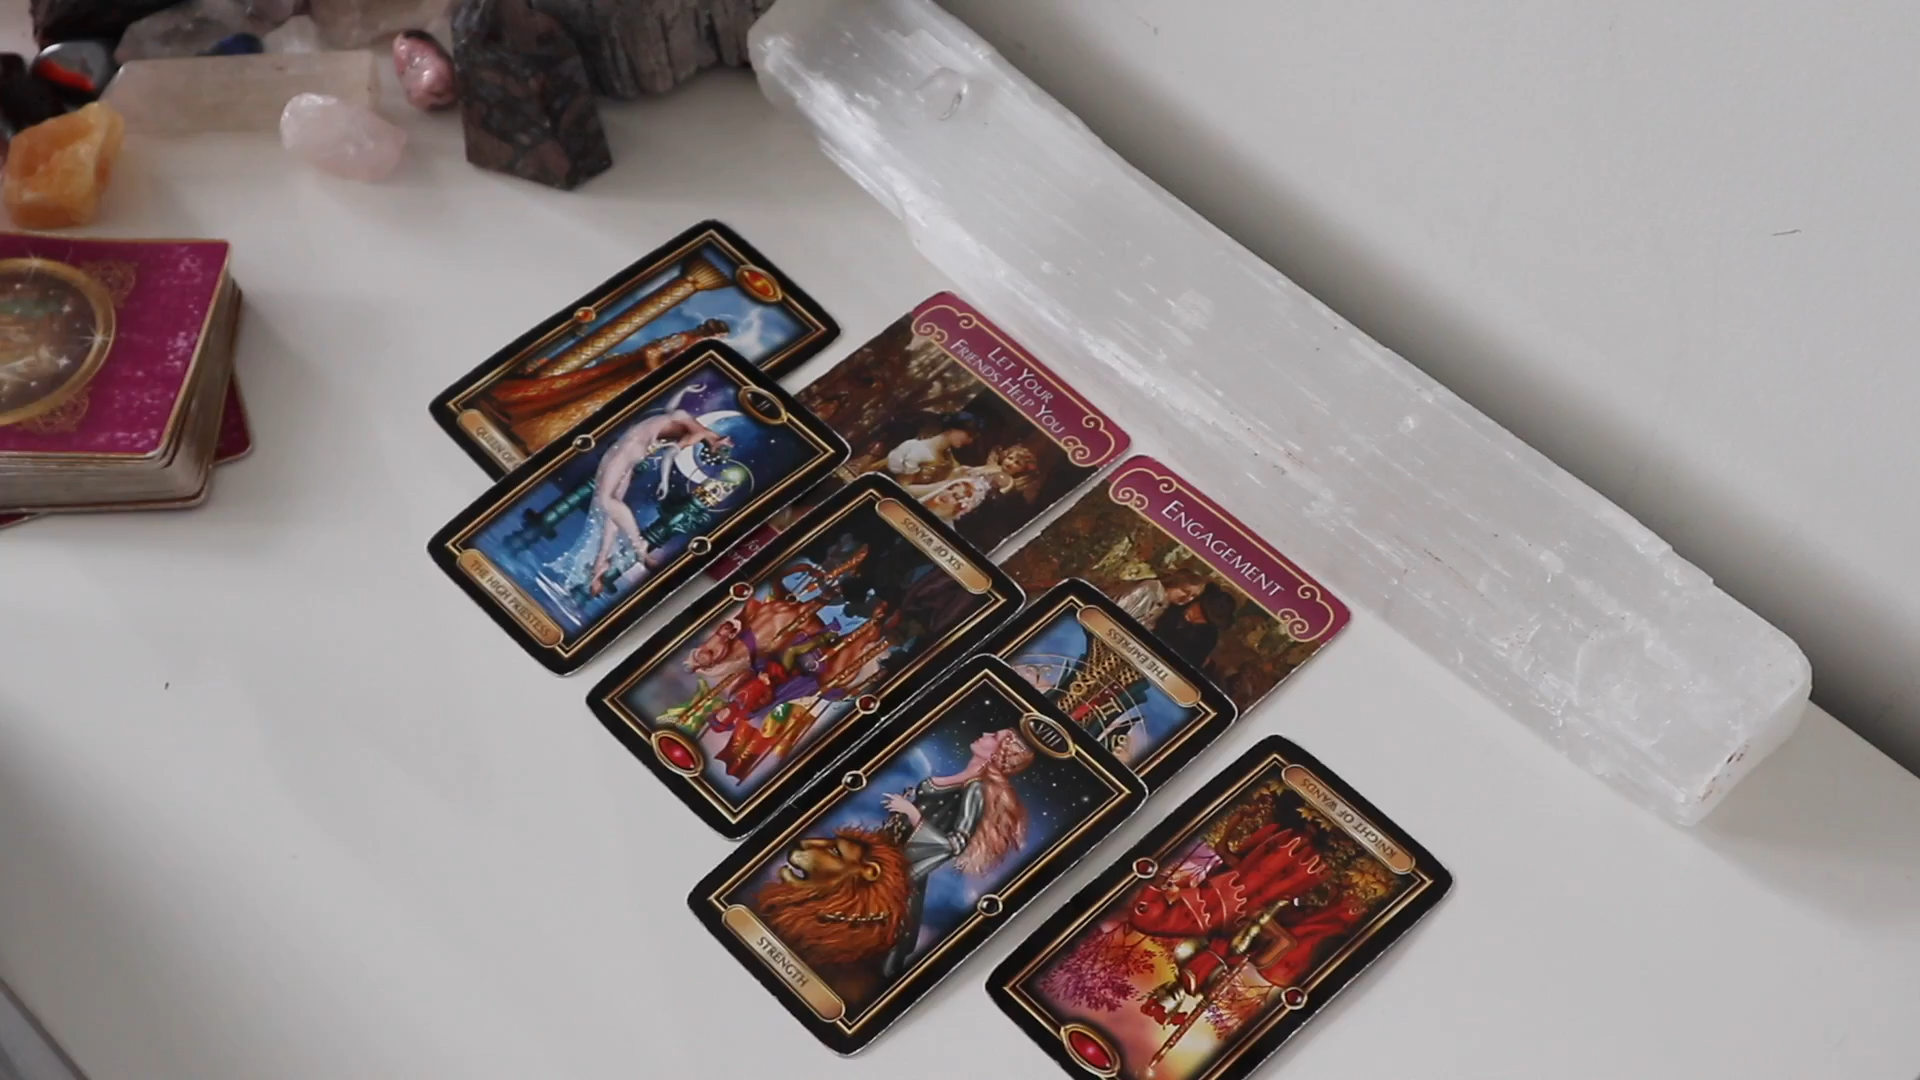 LET YOUR
FRIENDS HELP YOU
ENGAGEMENT
QUEEN OF
II
THE HIGH PRIESTESS
SIX OF WANDS
THE EMPRESS
VIII
STRENGTH
KNIGHT OF WANDS